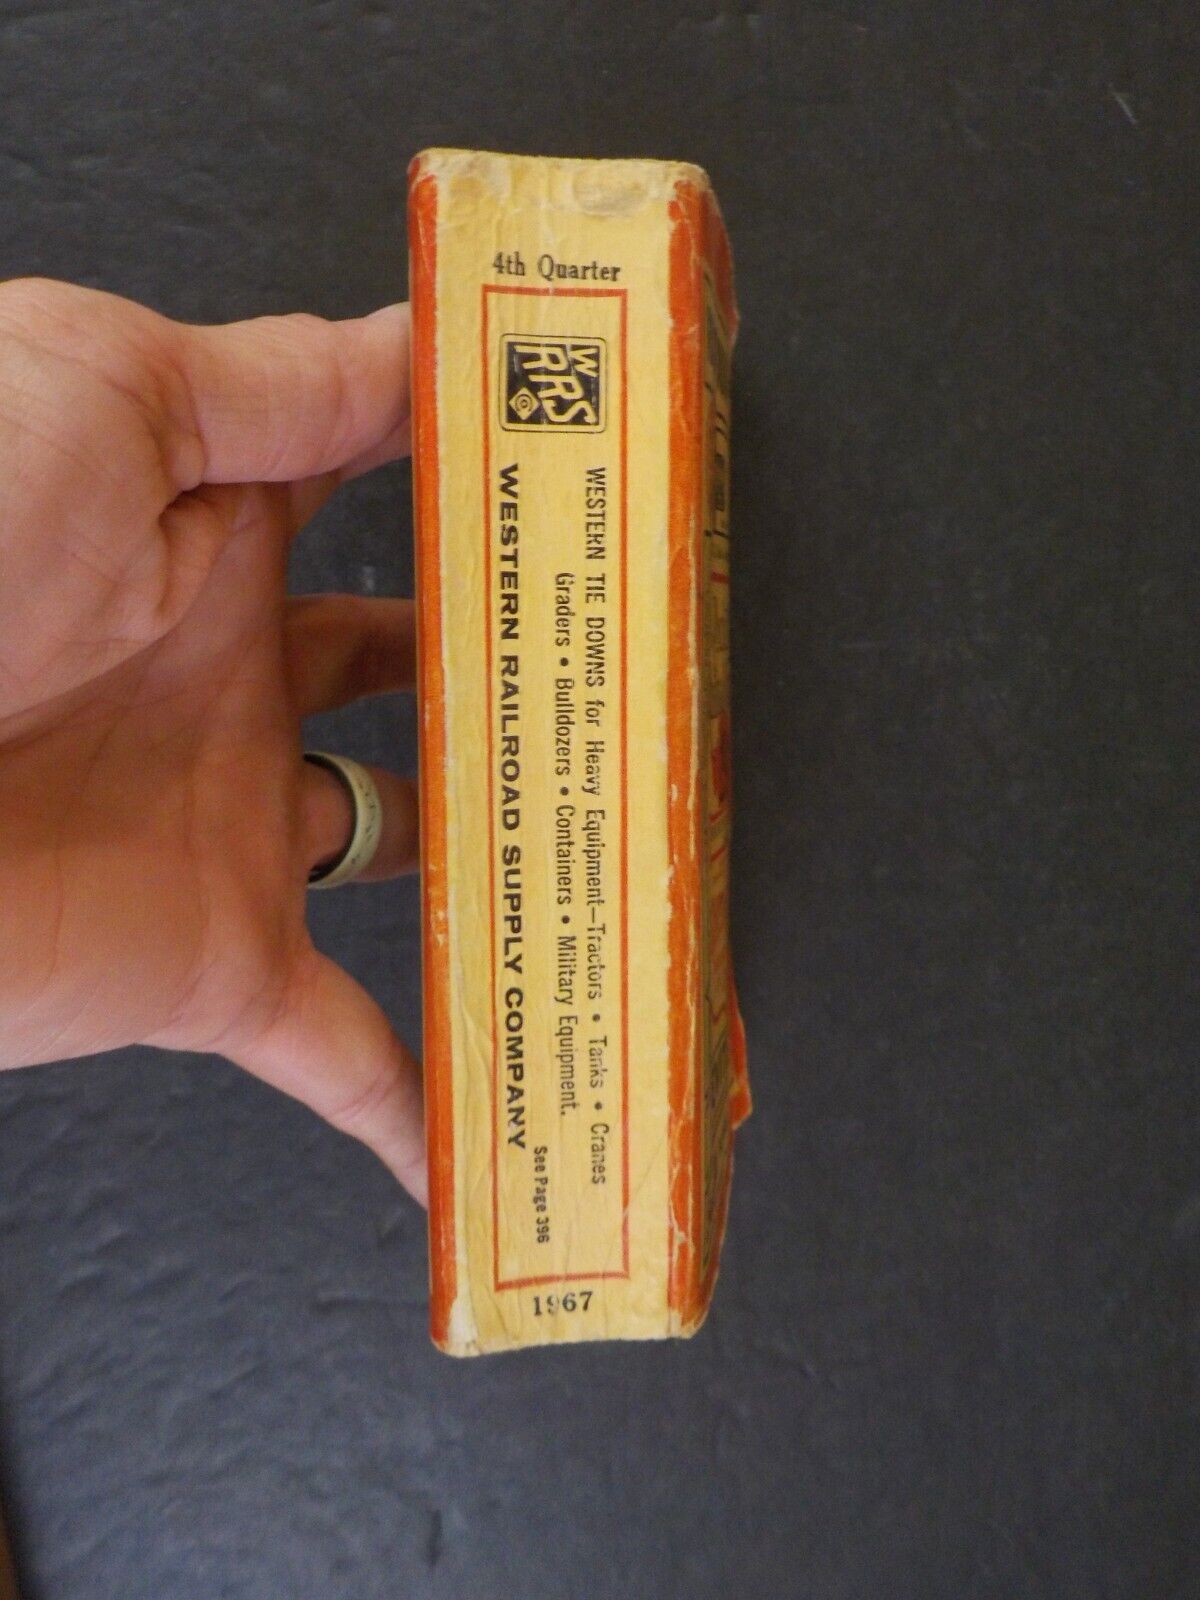 4th Quarter
W
RRS
WESTERN TIE DOWNS for Heavy Equipment—Tractors • Tanks • Cranes
Graders • Bulldozers • Containers • Military Equipment.
See Page 396
WESTERN RAILROAD SUPPLY COMPANY
1967